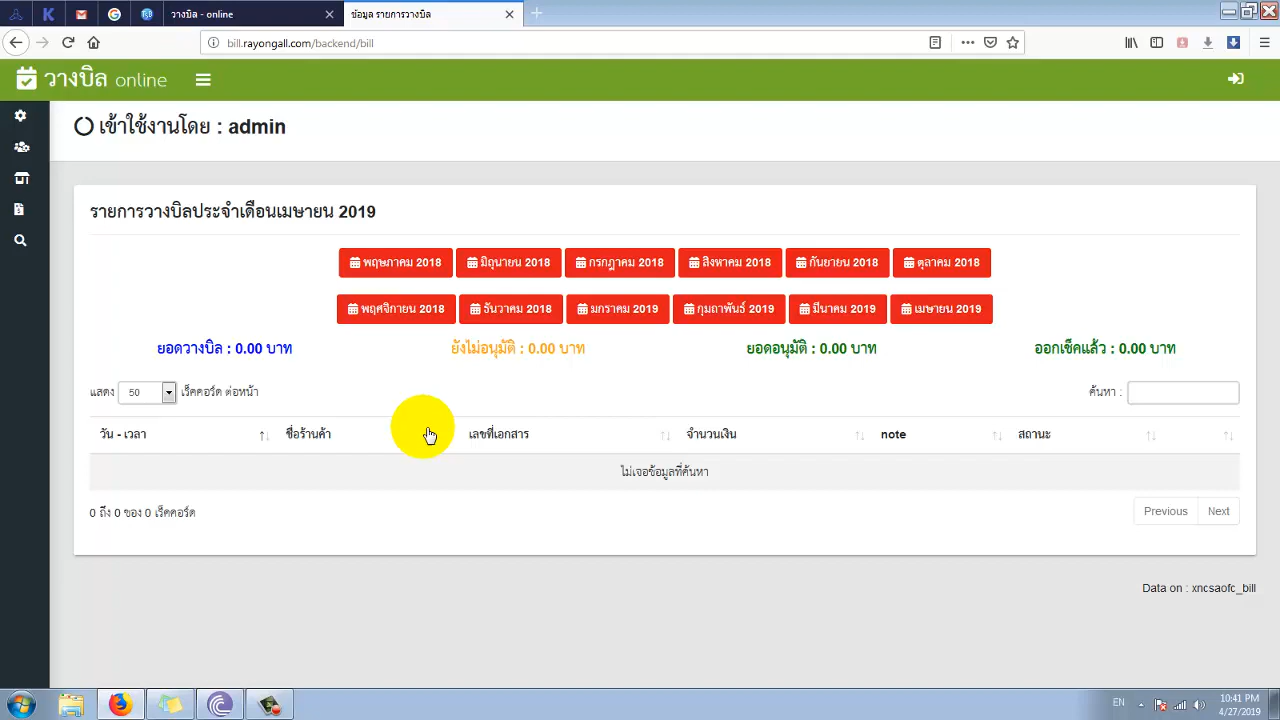 วางบิล - online
ข้อมูล รายการวางบิล
bill.rayongall.com/backend/bill
วางบิล online
เข้าใช้งานโดย : admin
รายการวางบิลประจำเดือนเมษายน 2019
พฤษภาคม 2018 มิถุนายน 2018 กรกฎาคม 2018 สิงหาคม 2018 กันยายน 2018 ตุลาคม 2018
พฤศจิกายน 2018 ธันวาคม 2018 มกราคม 2019 กุมภาพันธ์ 2019 มีนาคม 2019 เมษายน 2019
ยอดวางบิล : 0.00 บาท ยังไม่อนุมัติ : 0.00 บาท ยอดอนุมัติ : 0.00 บาท ออกเช็คแล้ว : 0.00 บาท
แสดง 50 เร็คคอร์ด ต่อหน้า ค้นหา :
วัน - เวลา ชื่อร้านค้า เลขที่เอกสาร จำนวนเงิน note สถานะ
ไม่เจอข้อมูลที่ค้นหา
0 ถึง 0 ของ 0 เร็คคอร์ด Previous Next
Data on : xncsaofc_bill
EN 10:41 PM
4/27/2019